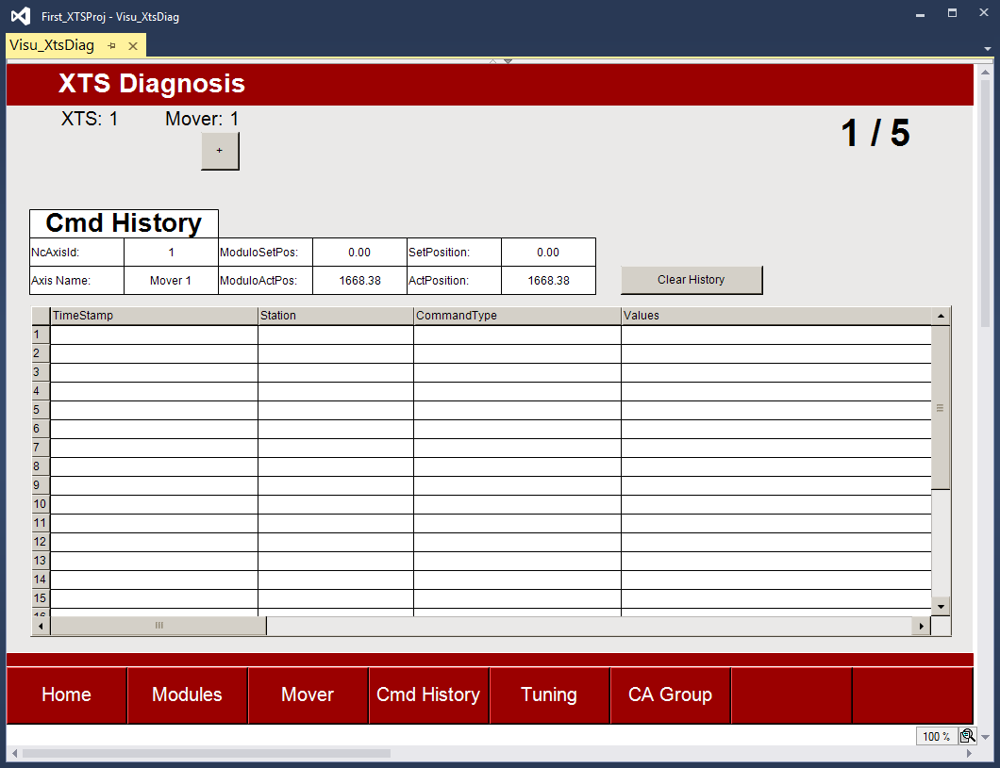 First_XTSProj - Visu_XtsDiag
Visu_XtsDiag
XTS Diagnosis
XTS: 1 Mover: 1
1 / 5
+
Cmd History
NcAxisId: 1 ModuloSetPos: 0.00 SetPosition: 0.00
Axis Name: Mover 1 ModuloActPos: 1668.38 ActPosition: 1668.38
Clear History
TimeStamp Station CommandType Values
1
2
3
4
5
6
7
8
9
10
11
12
13
14
15
16
Home Modules Mover Cmd History Tuning CA Group
100 %